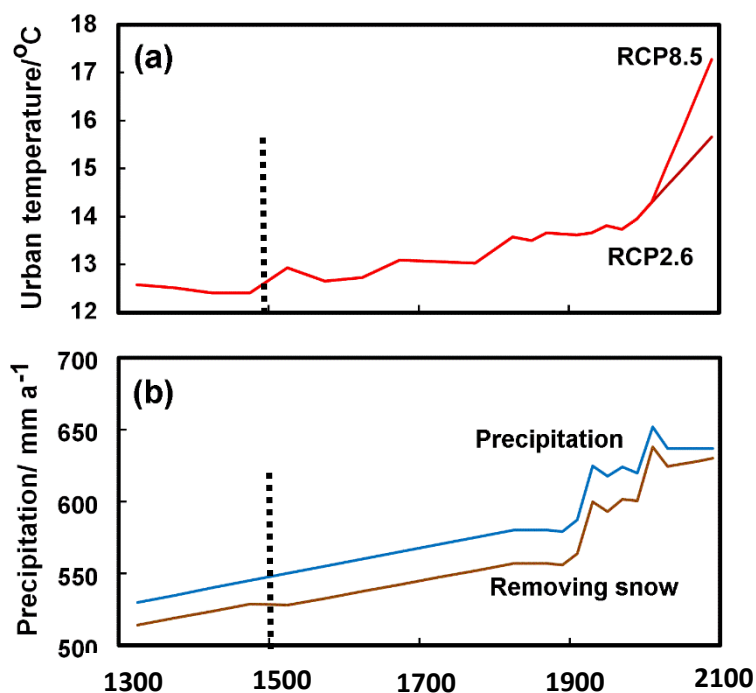 18
17
16
15
14
13
12
Urban temperature/°C
(a)
RCP8.5
RCP2.6
700
650
600
550
500
Precipitation/ mm a⁻¹
(b)
Precipitation
Removing snow
1300
1500
1700
1900
2100